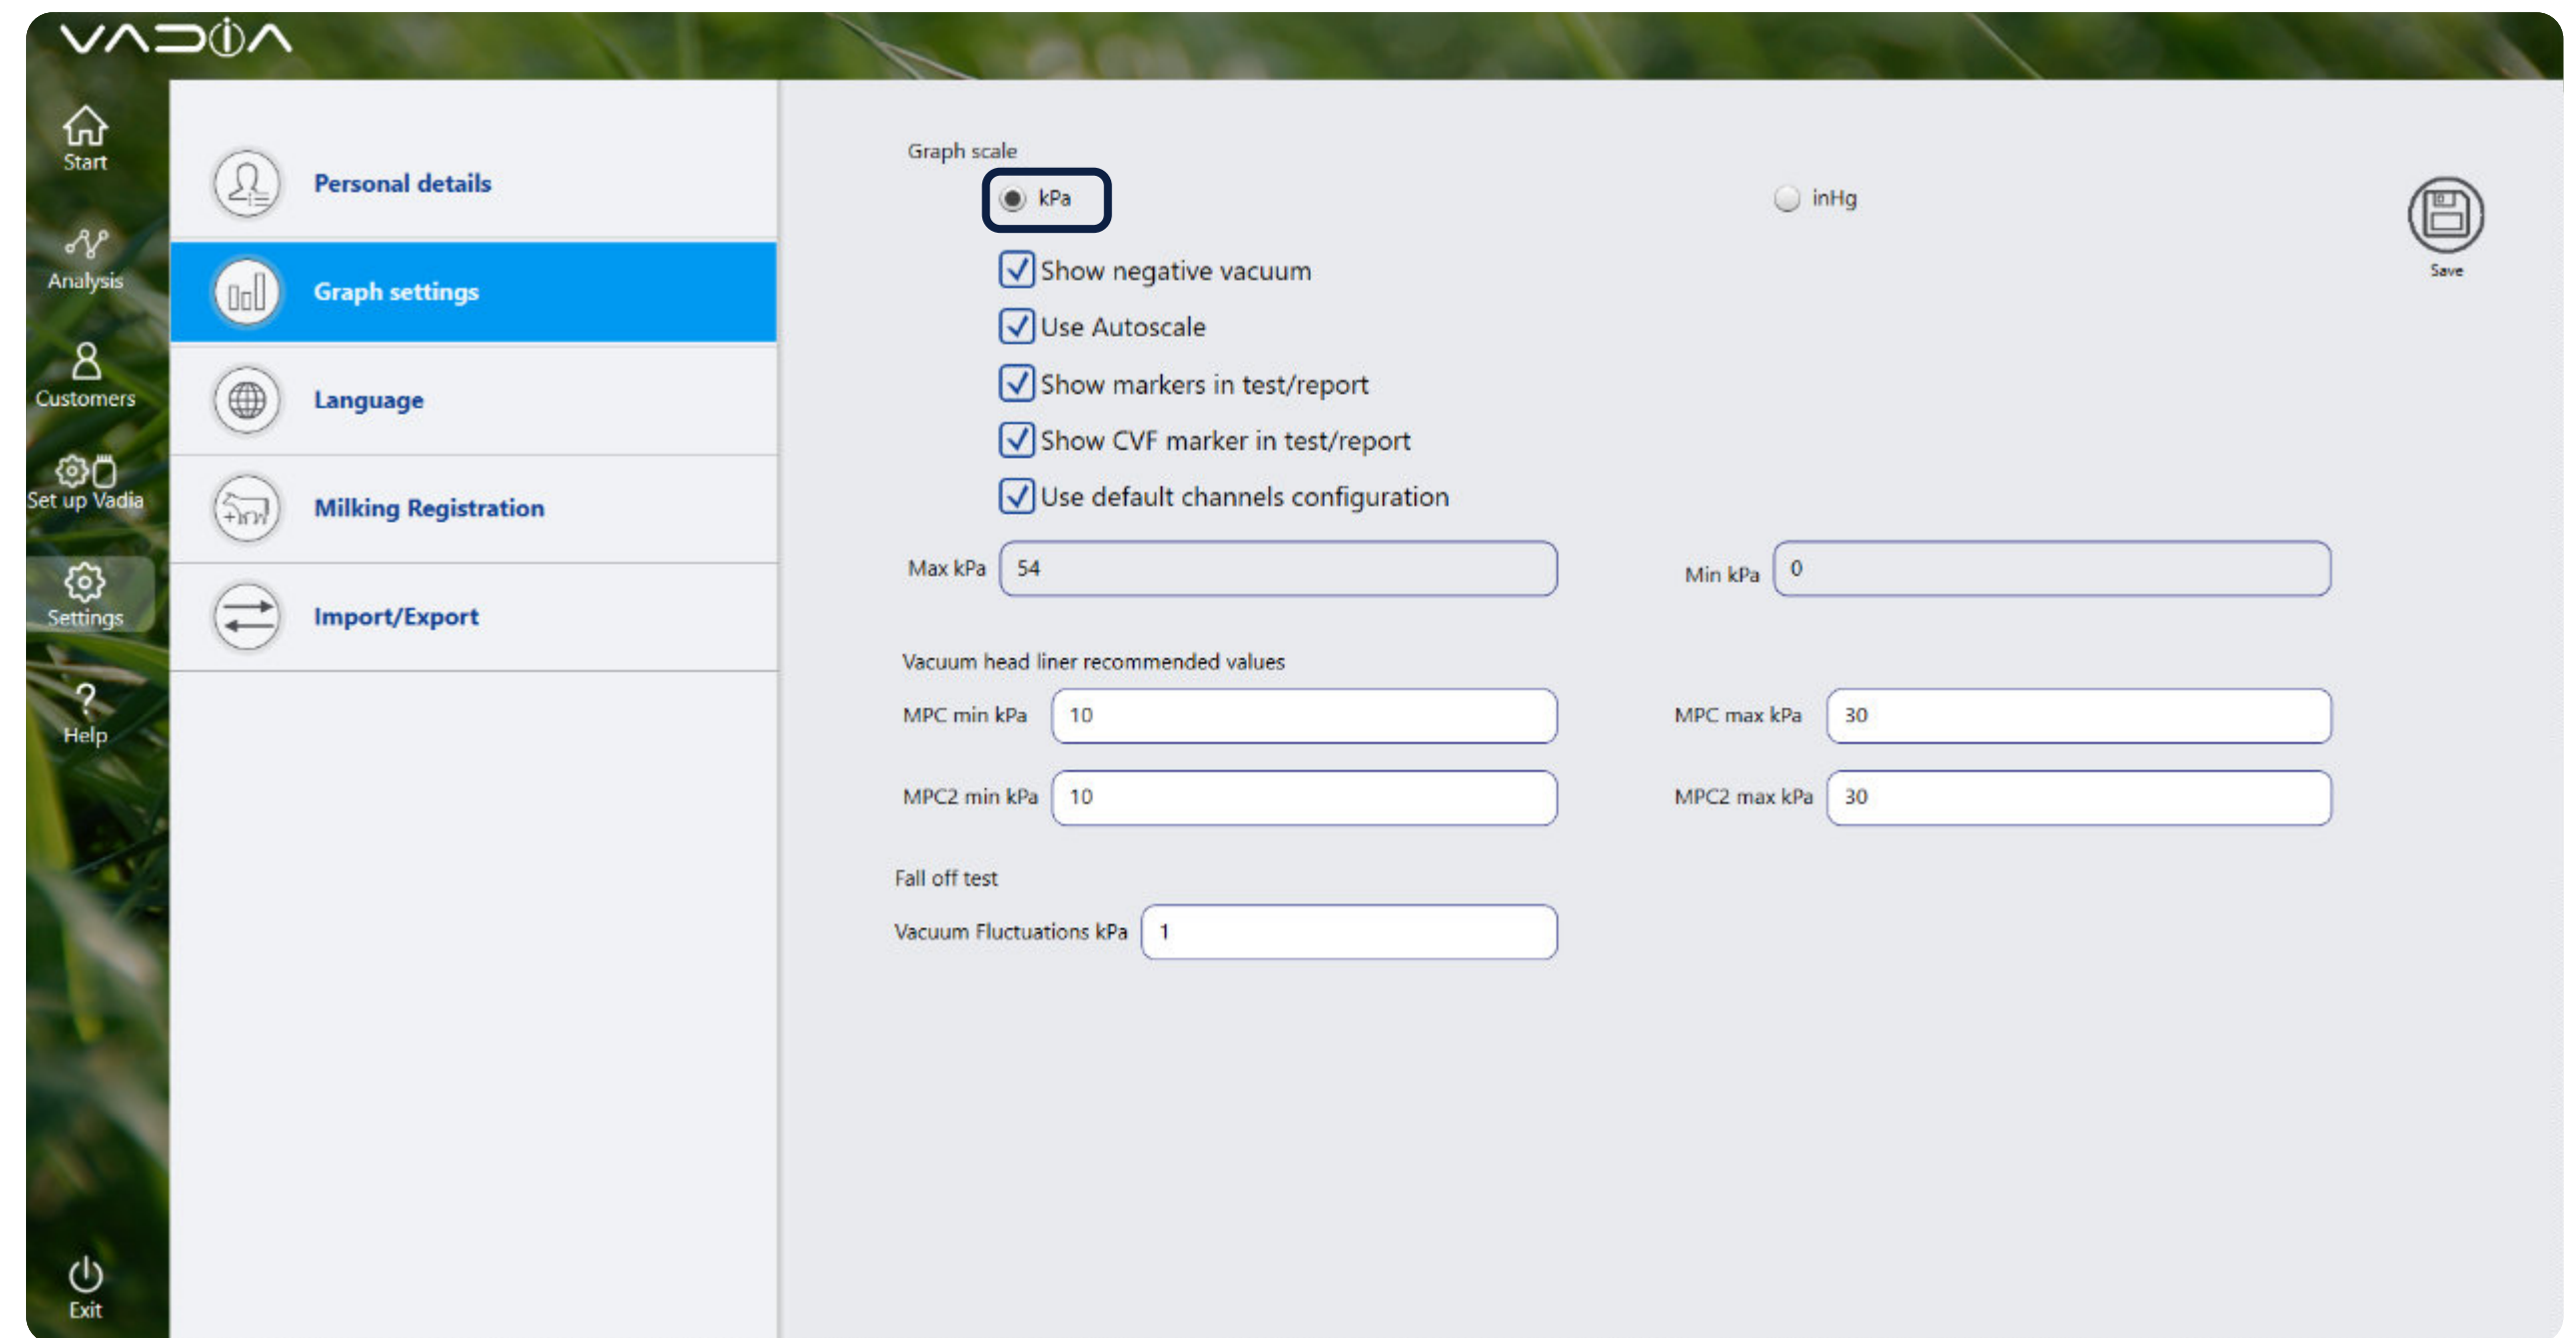 VADIA
Start
Analysis
Customers
Set up Vadia
Settings
Help
Exit
Personal details
Graph settings
Language
Milking Registration
Import/Export
Graph scale
kPa
inHg
Save
Show negative vacuum
Use Autoscale
Show markers in test/report
Show CVF marker in test/report
Use default channels configuration
Max kPa 54
Min kPa 0
Vacuum head liner recommended values
MPC min kPa 10
MPC max kPa 30
MPC2 min kPa 10
MPC2 max kPa 30
Fall off test
Vacuum Fluctuations kPa 1